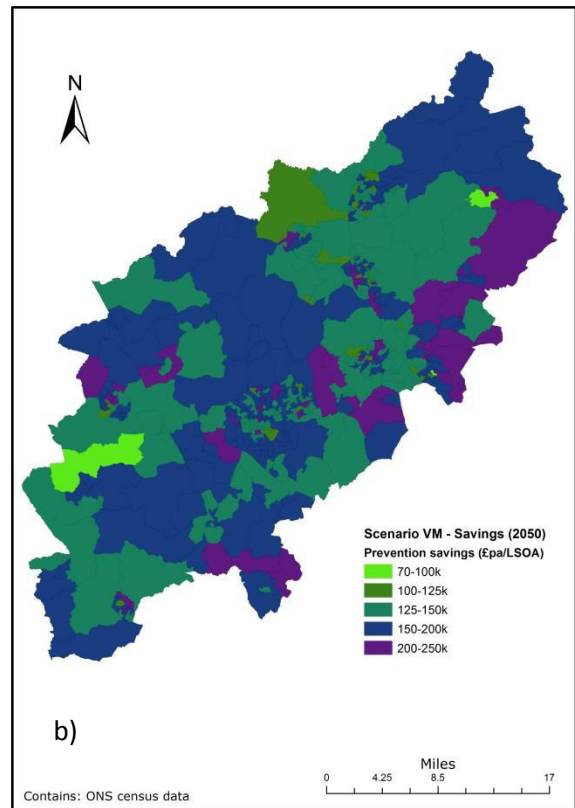 N
Scenario VM - Savings (2050)
Prevention savings (£pa/LSOA)
70-100k
100-125k
125-150k
150-200k
200-250k
b)
Miles
0 4.25 8.5 17
Contains: ONS census data